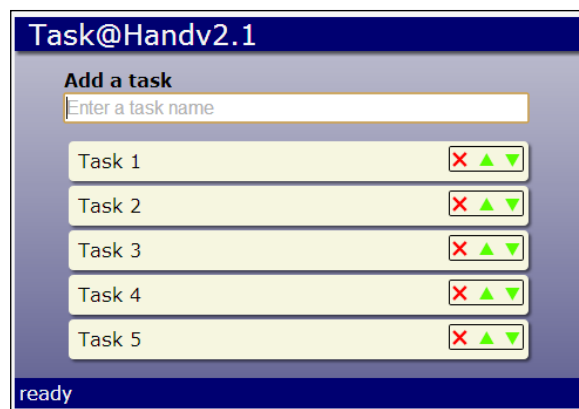 Task@Handv2.1
Add a task
Enter a task name
Task 1
Task 2
Task 3
Task 4
Task 5
ready